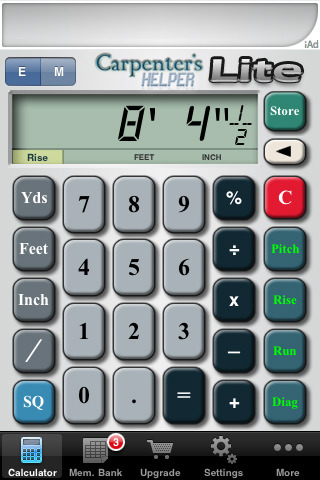 iAd
E M Carpenter's HELPER Lite
8' 4" 1/2
Store
Rise FEET INCH
◄
Yds 7 8 9 % C
Feet 4 5 6 ÷ Pitch
Inch 1 2 3 x Rise
/ 0 . = – Run
SQ + Diag
3
Calculator Mem. Bank Upgrade Settings More